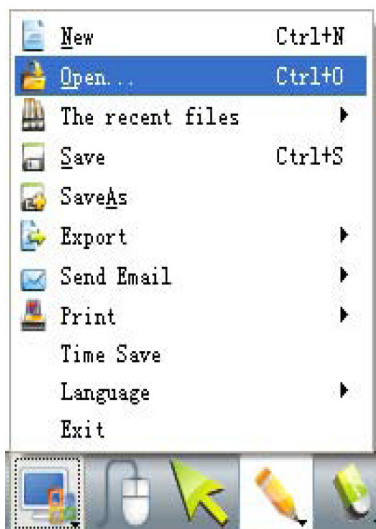 New Ctrl+N
Open... Ctrl+O
The recent files
Save Ctrl+S
SaveAs
Export
Send Email
Print
Time Save
Language
Exit